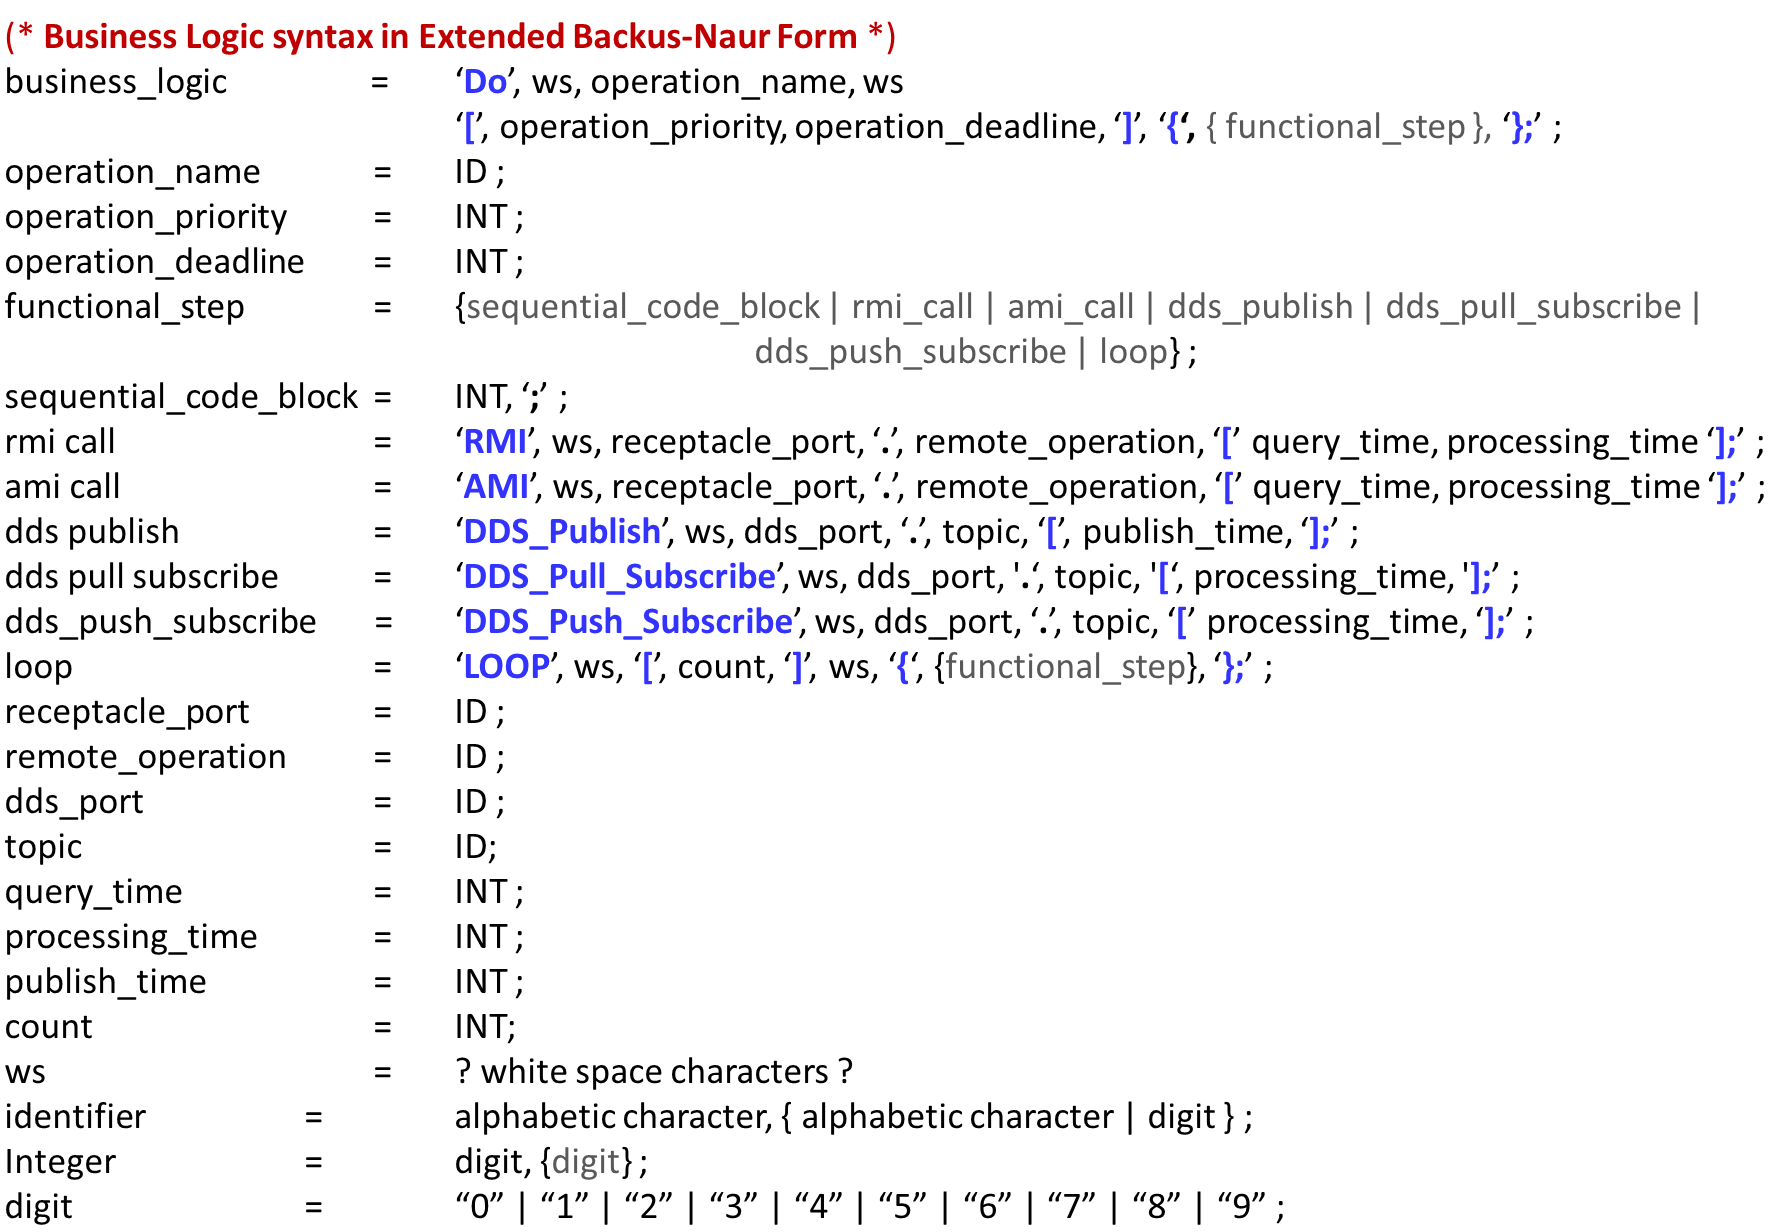 (* Business Logic syntax in Extended Backus-Naur Form *)
business_logic = ‘Do’, ws, operation_name, ws
‘[’, operation_priority, operation_deadline, ‘]’, ‘{‘, { functional_step }, ‘};’ ;
operation_name = ID ;
operation_priority = INT ;
operation_deadline = INT ;
functional_step = {sequential_code_block | rmi_call | ami_call | dds_publish | dds_pull_subscribe |
dds_push_subscribe | loop} ;
sequential_code_block = INT, ‘;’ ;
rmi call = ‘RMI’, ws, receptacle_port, ‘.’, remote_operation, ‘[’ query_time, processing_time ‘];’ ;
ami call = ‘AMI’, ws, receptacle_port, ‘.’, remote_operation, ‘[’ query_time, processing_time ‘];’ ;
dds publish = ‘DDS_Publish’, ws, dds_port, ‘.’, topic, ‘[’, publish_time, ‘];’ ;
dds pull subscribe = ‘DDS_Pull_Subscribe’, ws, dds_port, '.‘, topic, '[‘, processing_time, '];’ ;
dds_push_subscribe = ‘DDS_Push_Subscribe’, ws, dds_port, ‘.’, topic, ‘[’ processing_time, ‘];’ ;
loop = ‘LOOP’, ws, ‘[’, count, ‘]’, ws, ‘{‘, {functional_step}, ‘};’ ;
receptacle_port = ID ;
remote_operation = ID ;
dds_port = ID ;
topic = ID;
query_time = INT ;
processing_time = INT ;
publish_time = INT ;
count = INT;
ws = ? white space characters ?
identifier = alphabetic character, { alphabetic character | digit } ;
Integer = digit, {digit} ;
digit = “0” | “1” | “2” | “3” | “4” | “5” | “6” | “7” | “8” | “9” ;